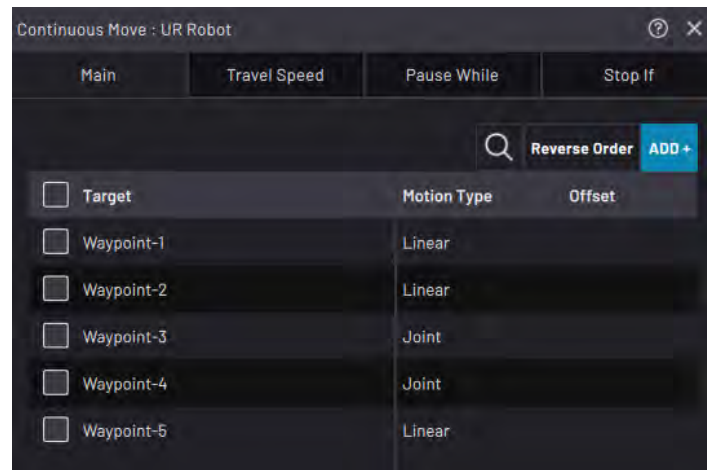 Continuous Move : UR Robot
Main Travel Speed Pause While Stop If
Reverse Order ADD +
Target Motion Type Offset
Waypoint-1 Linear
Waypoint-2 Linear
Waypoint-3 Joint
Waypoint-4 Joint
Waypoint-5 Linear